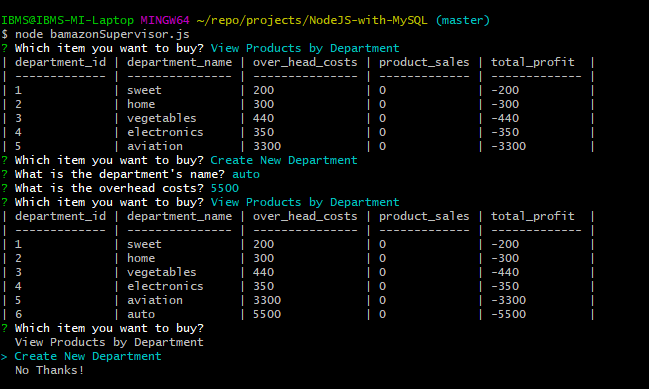 IBMS@IBMS-MI-Laptop MINGW64 ~/repo/projects/NodeJS-with-MySQL (master)
$ node bamazonSupervisor.js
? Which item you want to buy? View Products by Department
| department_id | department_name | over_head_costs | product_sales | total_profit  |
| ------------- | --------------- | --------------- | ------------- | ------------- |
| 1             | sweet           | 200             | 0             | -200          |
| 2             | home            | 300             | 0             | -300          |
| 3             | vegetables      | 440             | 0             | -440          |
| 4             | electronics     | 350             | 0             | -350          |
| 5             | aviation        | 3300            | 0             | -3300         |
? Which item you want to buy? Create New Department
? What is the department's name? auto
? What is the overhead costs? 5500
? Which item you want to buy? View Products by Department
| department_id | department_name | over_head_costs | product_sales | total_profit  |
| ------------- | --------------- | --------------- | ------------- | ------------- |
| 1             | sweet           | 200             | 0             | -200          |
| 2             | home            | 300             | 0             | -300          |
| 3             | vegetables      | 440             | 0             | -440          |
| 4             | electronics     | 350             | 0             | -350          |
| 5             | aviation        | 3300            | 0             | -3300         |
| 6             | auto            | 5500            | 0             | -5500         |
? Which item you want to buy?
  View Products by Department
> Create New Department
  No Thanks!